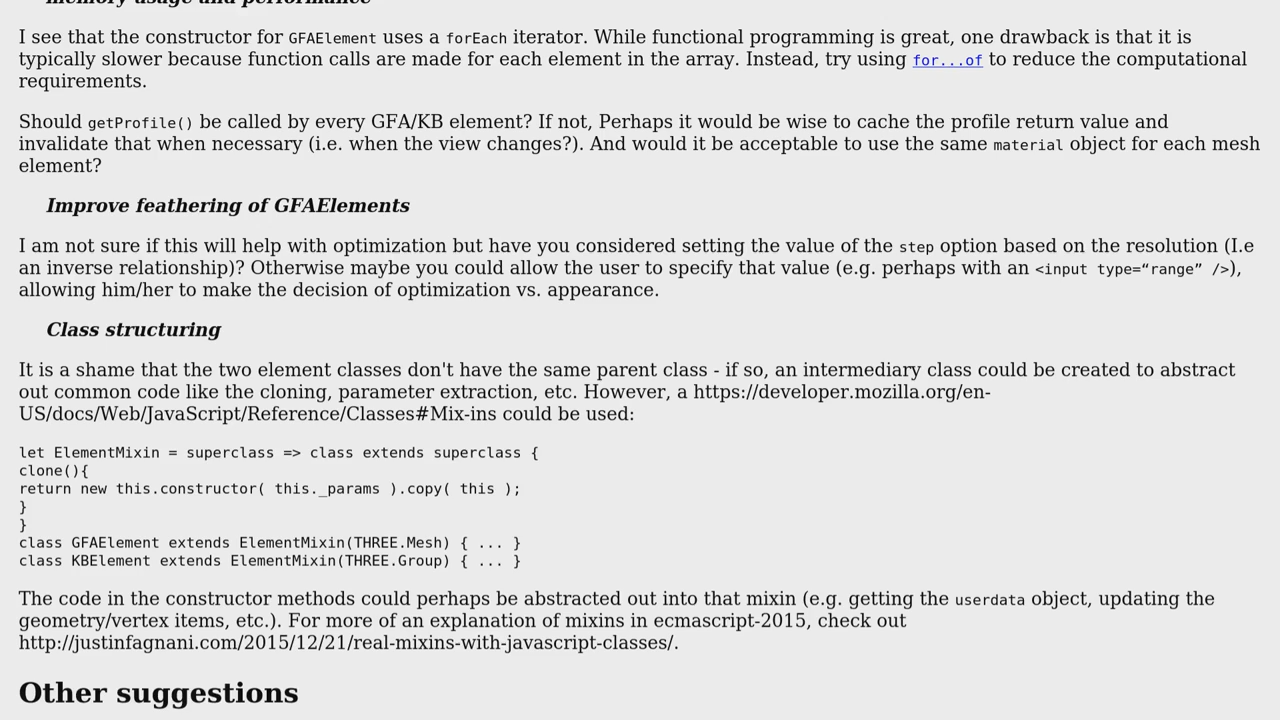 memory usage and performance
I see that the constructor for GFAElement uses a forEach iterator. While functional programming is great, one drawback is that it is
typically slower because function calls are made for each element in the array. Instead, try using for...of to reduce the computational
requirements.
Should getProfile() be called by every GFA/KB element? If not, Perhaps it would be wise to cache the profile return value and
invalidate that when necessary (i.e. when the view changes?). And would it be acceptable to use the same material object for each mesh
element?
Improve feathering of GFAElements
I am not sure if this will help with optimization but have you considered setting the value of the step option based on the resolution (I.e
an inverse relationship)? Otherwise maybe you could allow the user to specify that value (e.g. perhaps with an <input type=“range” />),
allowing him/her to make the decision of optimization vs. appearance.
Class structuring
It is a shame that the two element classes don't have the same parent class - if so, an intermediary class could be created to abstract
out common code like the cloning, parameter extraction, etc. However, a https://developer.mozilla.org/en-
US/docs/Web/JavaScript/Reference/Classes#Mix-ins could be used:
let ElementMixin = superclass => class extends superclass {
clone(){
return new this.constructor( this._params ).copy( this );
}
}
class GFAElement extends ElementMixin(THREE.Mesh) { ... }
class KBElement extends ElementMixin(THREE.Group) { ... }
The code in the constructor methods could perhaps be abstracted out into that mixin (e.g. getting the userdata object, updating the
geometry/vertex items, etc.). For more of an explanation of mixins in ecmascript-2015, check out
http://justinfagnani.com/2015/12/21/real-mixins-with-javascript-classes/.
Other suggestions